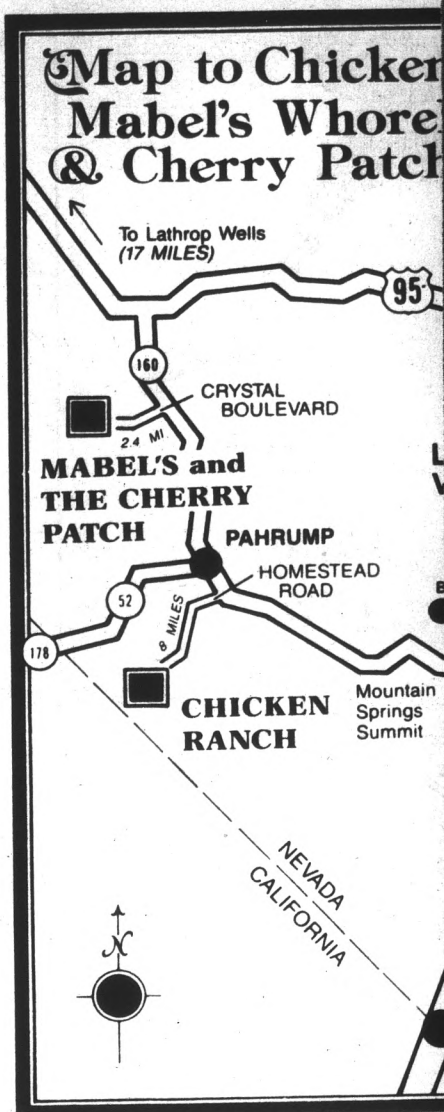 Map to Chicken
Mabel's Whore
& Cherry Patch
To Lathrop Wells
(17 MILES)
95
160
CRYSTAL
BOULEVARD
2.4 MI.
MABEL'S and
THE CHERRY
PATCH
PAHRUMP
HOMESTEAD
ROAD
52
8 MILES
178
CHICKEN
RANCH
Mountain
Springs
Summit
NEVADA
CALIFORNIA
N